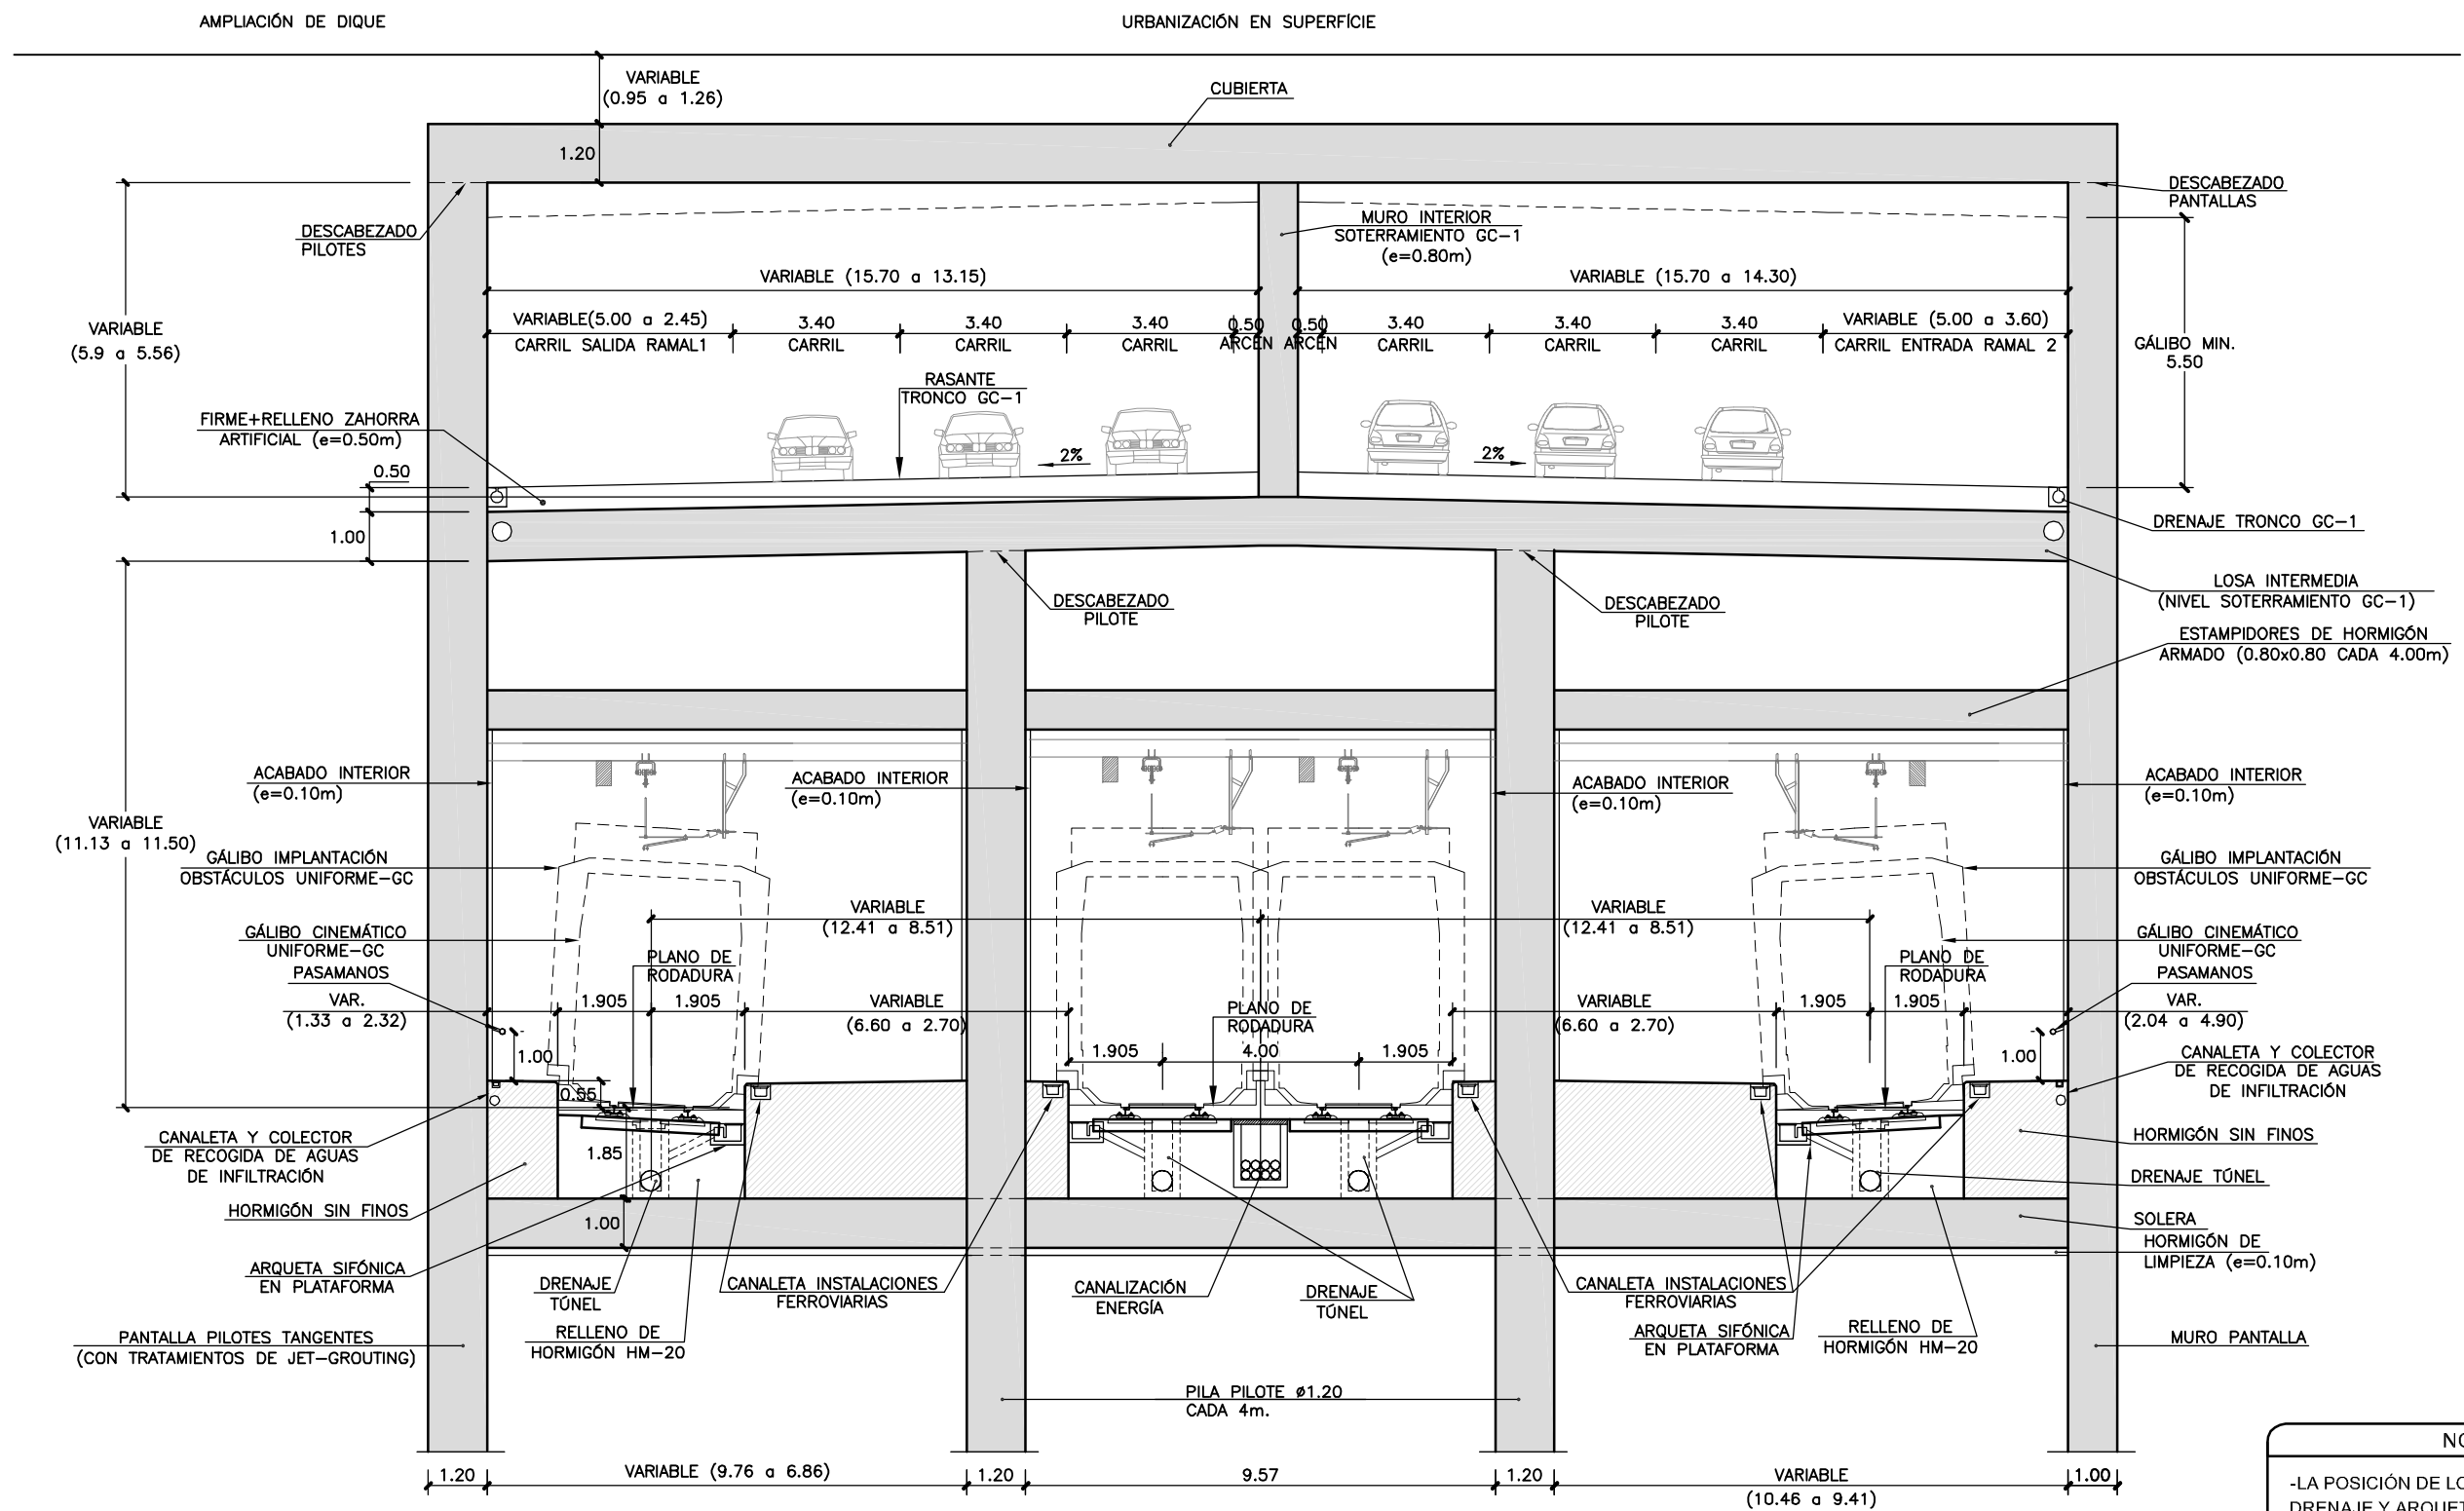 AMPLIACIÓN DE DIQUE
URBANIZACIÓN EN SUPERFÍCIE
VARIABLE
(0.95 a 1.26)
CUBIERTA
1.20
DESCABEZADO
PILOTES
DESCABEZADO
PANTALLAS
MURO INTERIOR
SOTERRAMIENTO GC-1
(e=0.80m)
VARIABLE (15.70 a 13.15)
VARIABLE (15.70 a 14.30)
VARIABLE
(5.9 a 5.56)
VARIABLE(5.00 a 2.45)
CARRIL SALIDA RAMAL1
3.40
CARRIL
3.40
CARRIL
3.40
CARRIL
0.50
ARCÉN
0.50
ARCÉN
3.40
CARRIL
3.40
CARRIL
3.40
CARRIL
VARIABLE (5.00 a 3.60)
CARRIL ENTRADA RAMAL 2
GÁLIBO MIN.
5.50
RASANTE
TRONCO GC-1
FIRME+RELLENO ZAHORRA
ARTIFICIAL (e=0.50m)
2%
2%
0.50
1.00
DRENAJE TRONCO GC-1
LOSA INTERMEDIA
(NIVEL SOTERRAMIENTO GC-1)
DESCABEZADO
PILOTE
DESCABEZADO
PILOTE
ESTAMPIDORES DE HORMIGÓN
ARMADO (0.80x0.80 CADA 4.00m)
ACABADO INTERIOR
(e=0.10m)
ACABADO INTERIOR
(e=0.10m)
ACABADO INTERIOR
(e=0.10m)
ACABADO INTERIOR
(e=0.10m)
VARIABLE
(11.13 a 11.50)
GÁLIBO IMPLANTACIÓN
OBSTÁCULOS UNIFORME-GC
GÁLIBO IMPLANTACIÓN
OBSTÁCULOS UNIFORME-GC
VARIABLE
(12.41 a 8.51)
VARIABLE
(12.41 a 8.51)
GÁLIBO CINEMÁTICO
UNIFORME-GC
GÁLIBO CINEMÁTICO
UNIFORME-GC
PASAMANOS
PLANO DE
RODADURA
PLANO DE
RODADURA
PASAMANOS
VAR.
(1.33 a 2.32)
1.905
1.905
VARIABLE
(6.60 a 2.70)
PLANO DE
RODADURA
VARIABLE
(6.60 a 2.70)
1.905
1.905
VAR.
(2.04 a 4.90)
1.00
1.905
4.00
1.905
1.00
0.55
CANALETA Y COLECTOR
DE RECOGIDA DE AGUAS
DE INFILTRACIÓN
CANALETA Y COLECTOR
DE RECOGIDA DE AGUAS
DE INFILTRACIÓN
1.85
HORMIGÓN SIN FINOS
DRENAJE TÚNEL
HORMIGÓN SIN FINOS
1.00
SOLERA
HORMIGÓN DE
LIMPIEZA (e=0.10m)
ARQUETA SIFÓNICA
EN PLATAFORMA
DRENAJE
TÚNEL
CANALETA INSTALACIONES
FERROVIARIAS
CANALIZACIÓN
ENERGÍA
DRENAJE
TÚNEL
CANALETA INSTALACIONES
FERROVIARIAS
PANTALLA PILOTES TANGENTES
(CON TRATAMIENTOS DE JET-GROUTING)
RELLENO DE
HORMIGÓN HM-20
ARQUETA SIFÓNICA
EN PLATAFORMA
RELLENO DE
HORMIGÓN HM-20
MURO PANTALLA
PILA PILOTE ø1.20
CADA 4m.
1.20
VARIABLE (9.76 a 6.86)
1.20
9.57
1.20
VARIABLE
(10.46 a 9.41)
1.00
-LA POSICIÓN DE
DRENAJE Y